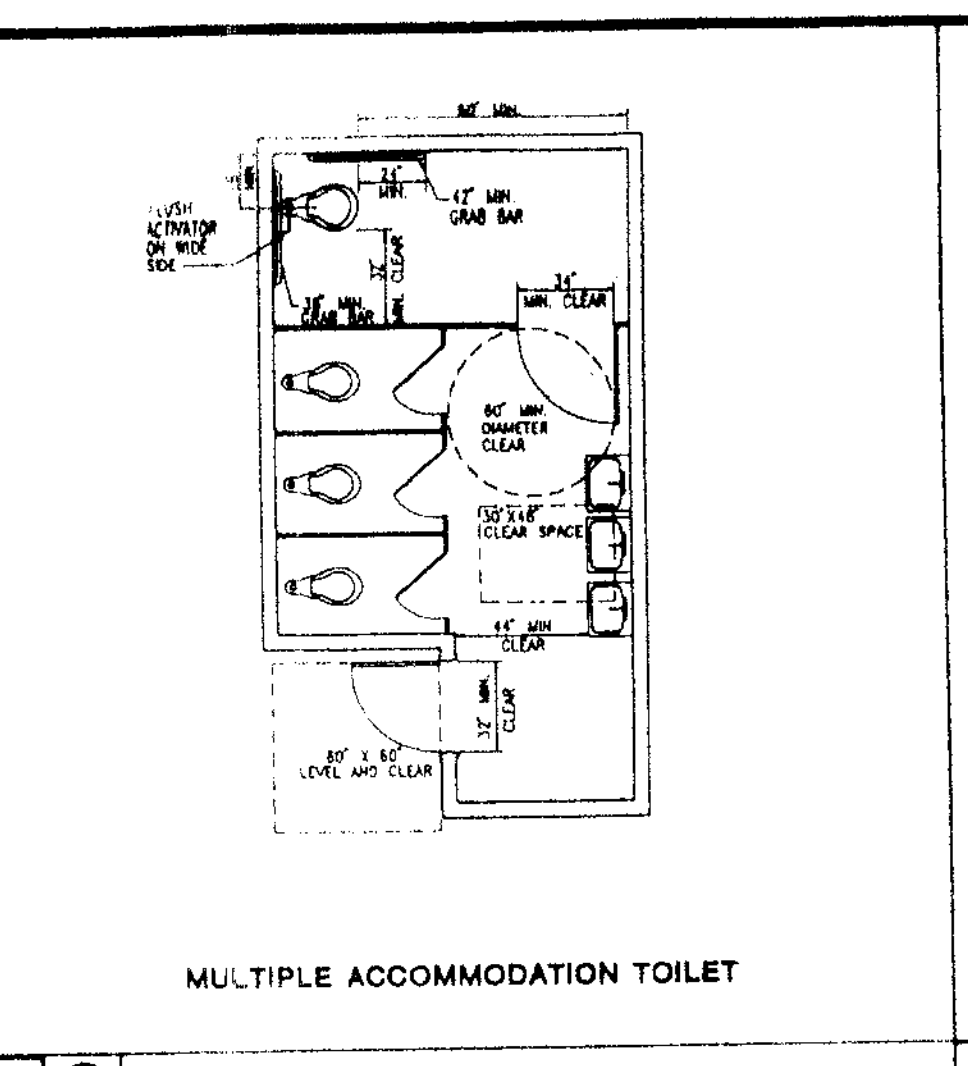 60" MIN.
24"
MIN.
42" MIN.
GRAB BAR
MIN.
FLUSH
ACTIVATOR
ON WIDE
SIDE
32"
MIN. CLEAR
36" MIN.
GRAB BAR
34"
MIN. CLEAR
60" MIN.
DIAMETER
CLEAR
30" X48"
CLEAR SPACE
44" MIN
CLEAR
32" MIN.
CLEAR
60" X 60"
LEVEL AND CLEAR
MULTIPLE ACCOMMODATION TOILET